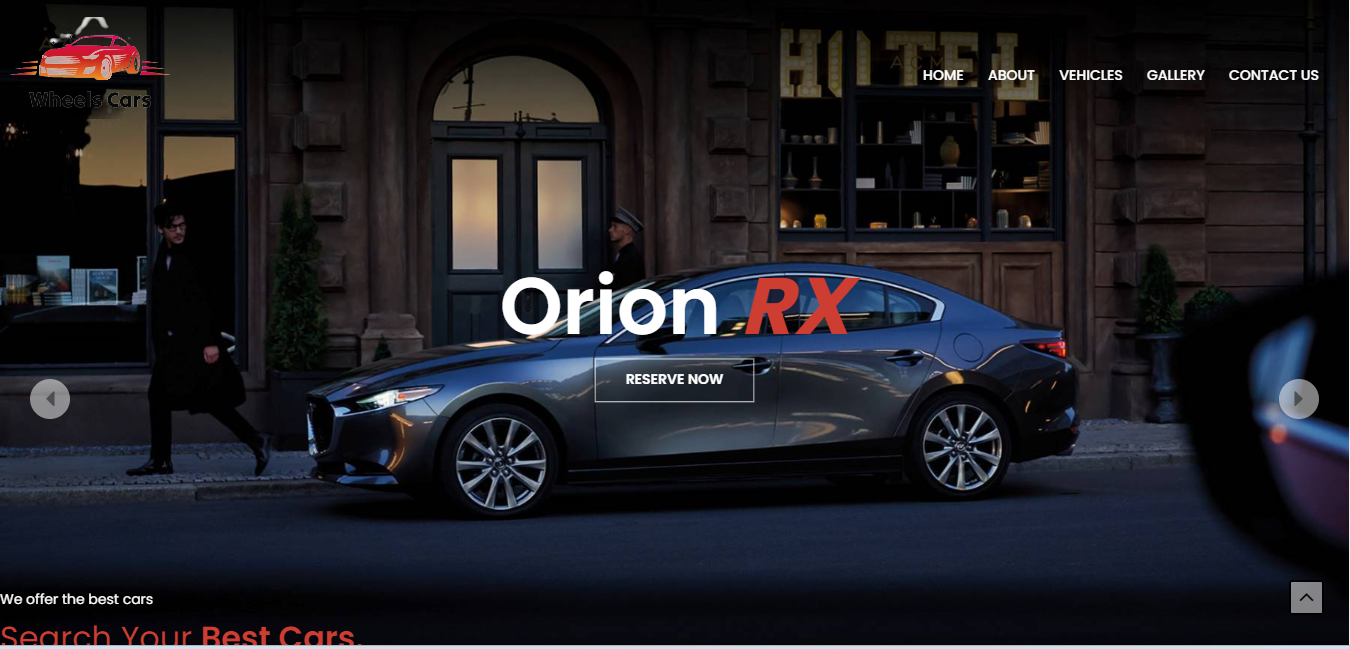 Wheels Cars
HOTEL
ACME
HOME ABOUT VEHICLES GALLERY CONTACT US
Orion RX
RESERVE NOW
We offer the best cars
Search Your Best Cars.